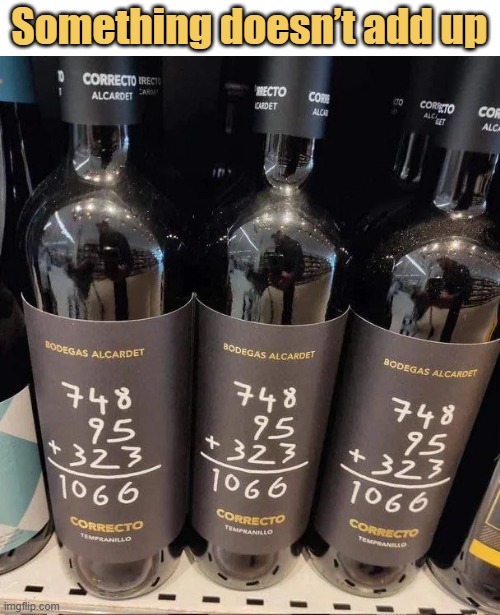 Something doesn't add up
CORRECTO
ALCARDET
CORRECTO
BODEGAS ALCARDET
748
95
+ 323
1066
CORRECTO
TEMPRANILLO
BODEGAS ALCARDET
748
95
+ 323
1066
CORRECTO
TEMPRANILLO
BODEGAS ALCARDET
748
95
+ 323
1066
CORRECTO
TEMPRANILLO
imgflip.com